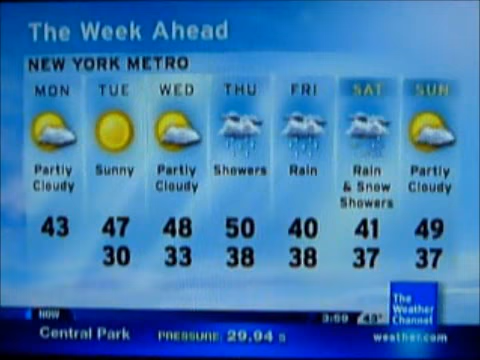 The Week Ahead
NEW YORK METRO
MON TUE WED THU FRI SAT SUN
Partly Cloudy Sunny Partly Cloudy Showers Rain Rain & Snow Showers Partly Cloudy
43 47 48 50 40 41 49
30 33 38 38 37 37
NOW
3:59 43°
The Weather Channel
Central Park PRESSURE: 29.94 S
weather.com